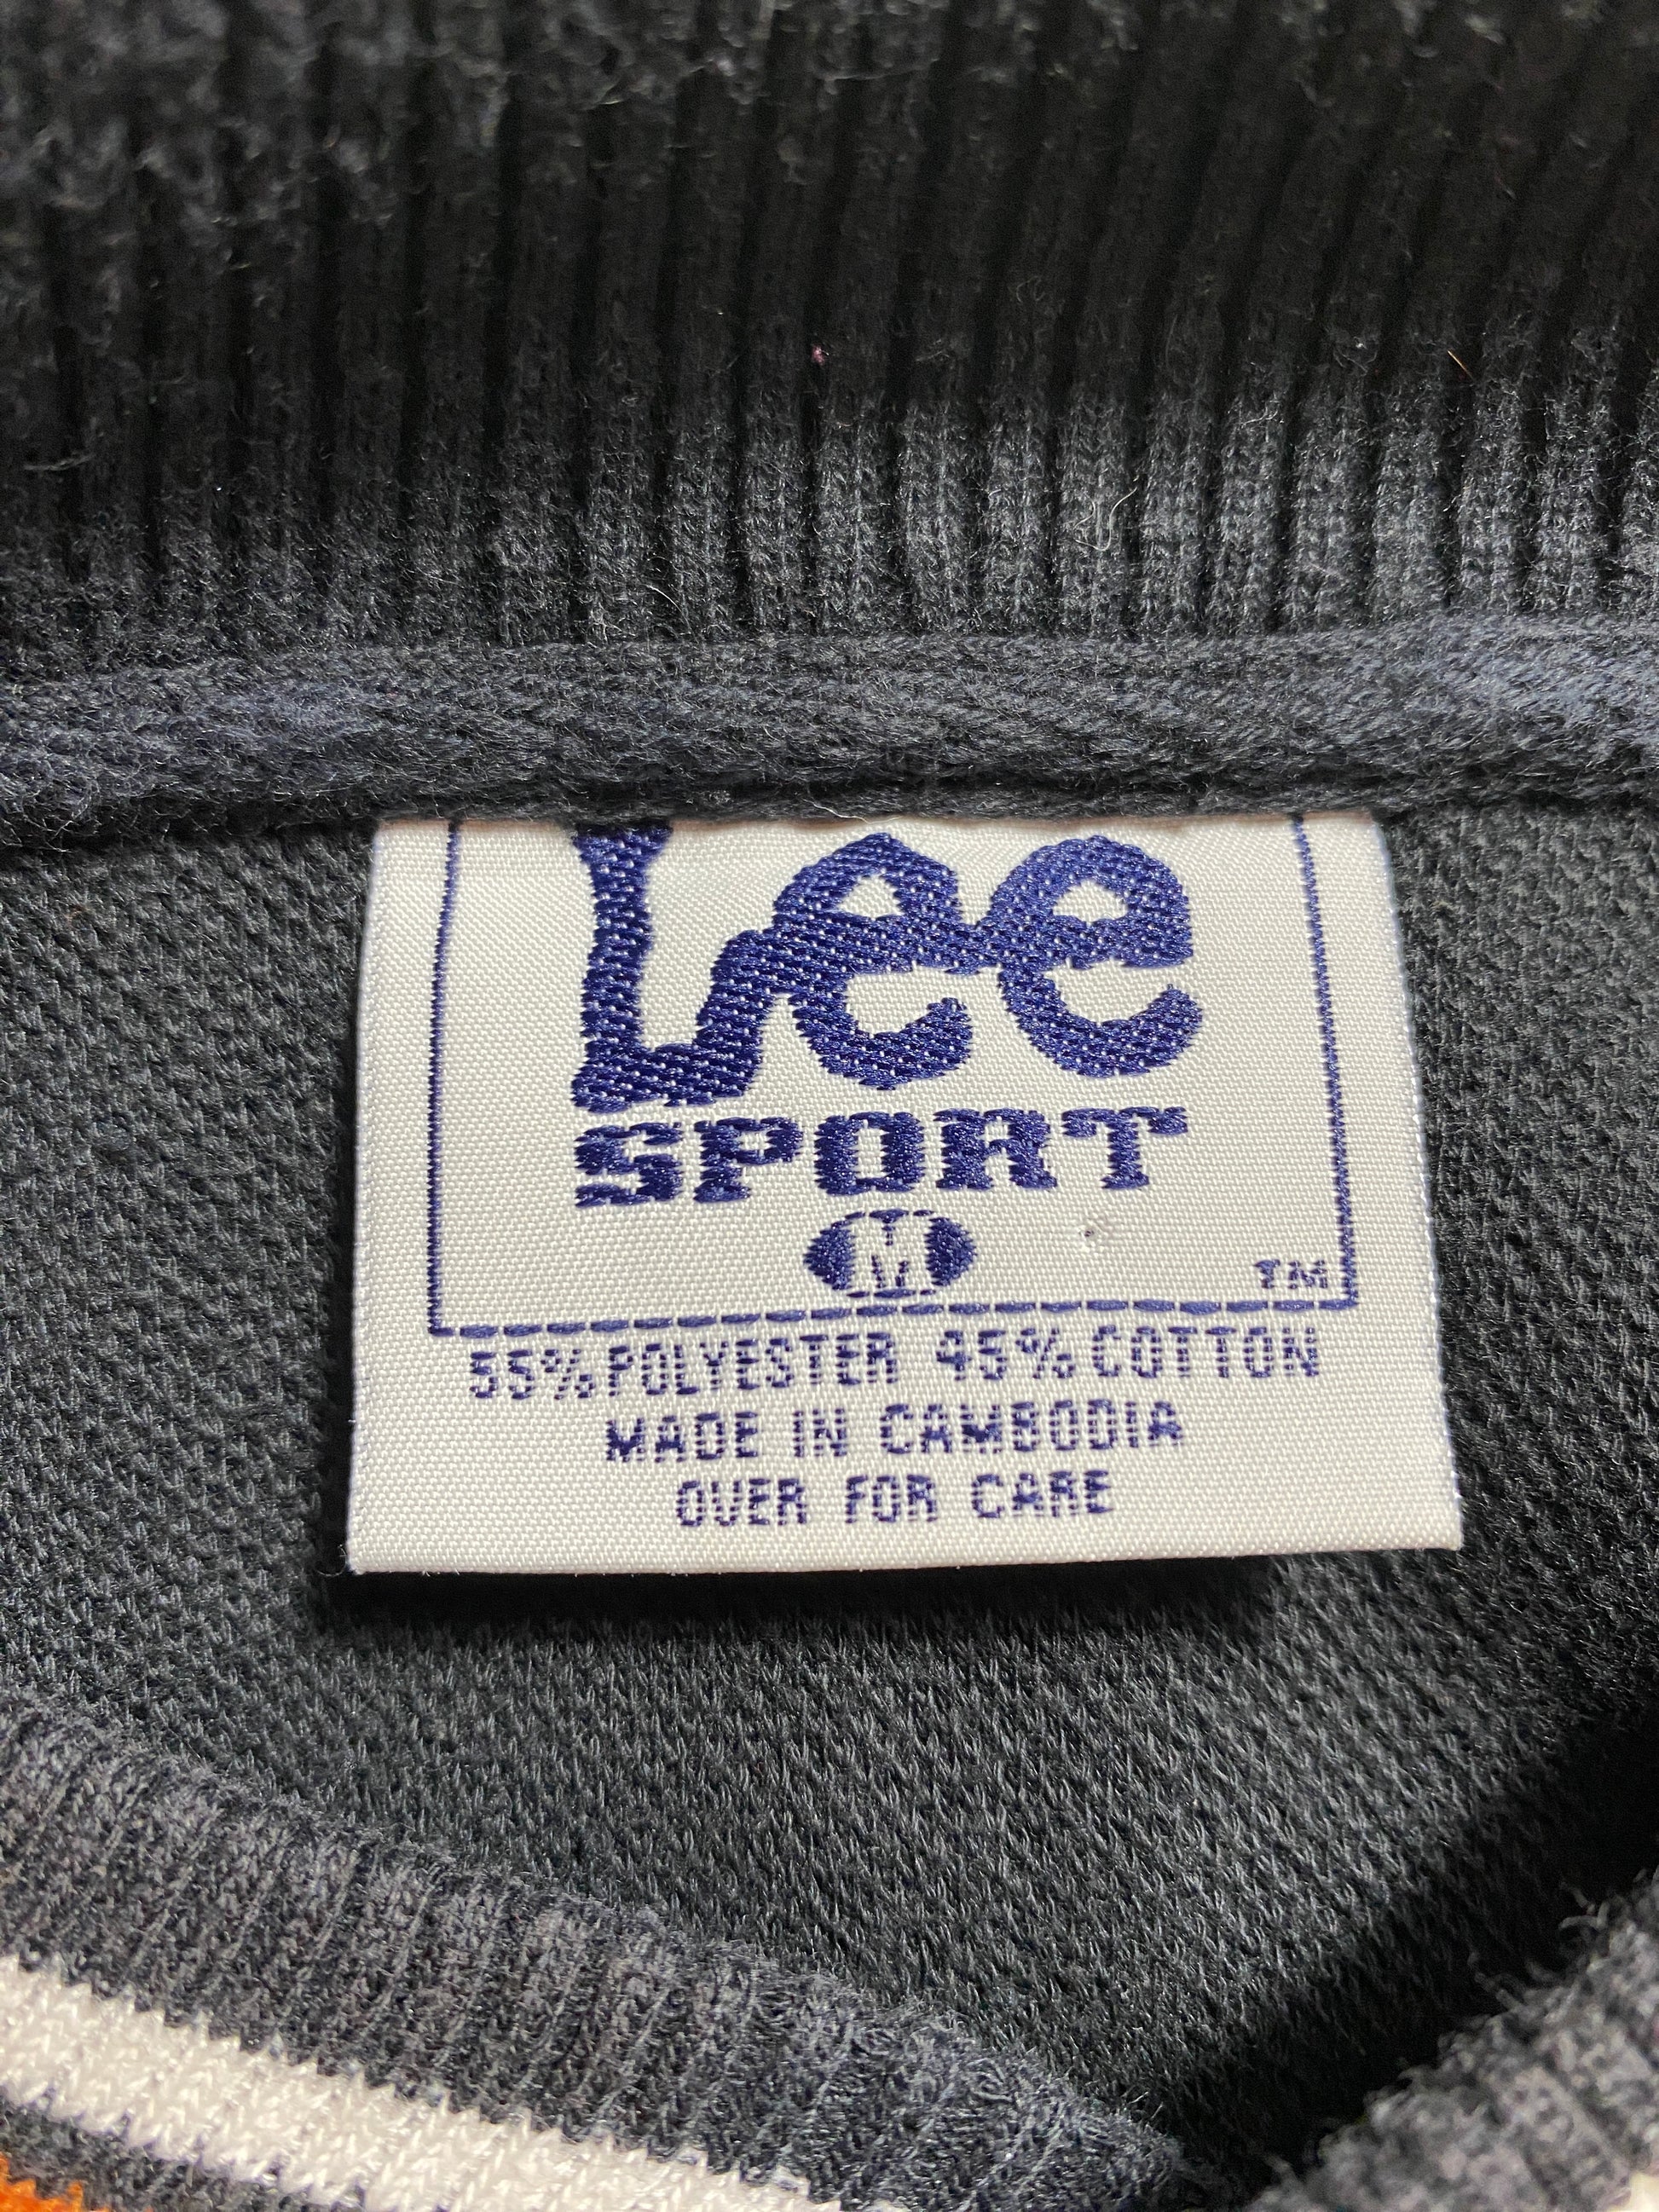 Lee
SPORT
M
TM
55% POLYESTER 45% COTTON
MADE IN CAMBODIA
OVER FOR CARE